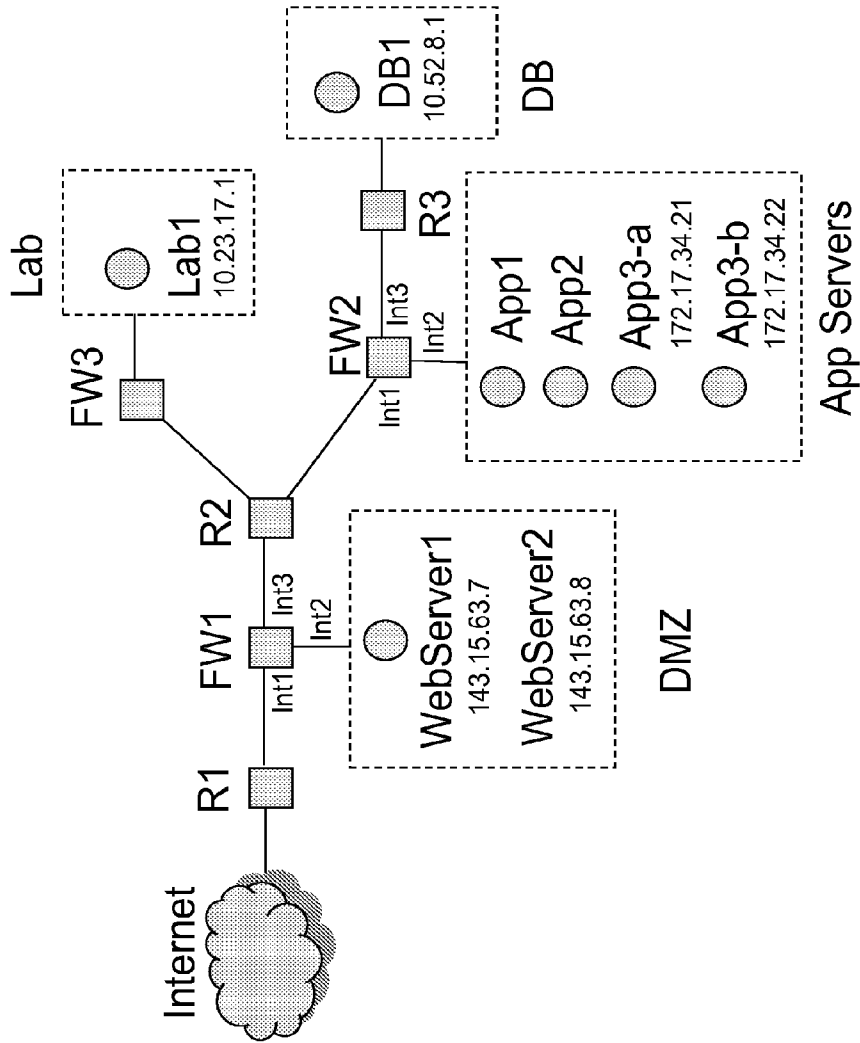 Internet
R1
FW1
Int1
Int3
Int2
R2
WebServer1
143.15.63.7
WebServer2
143.15.63.8
DMZ
FW3
Lab
Lab1
10.23.17.1
FW2
Int1
Int3
Int2
R3
DB1
10.52.8.1
DB
App1
App2
App3-a
172.17.34.21
App3-b
172.17.34.22
App Servers